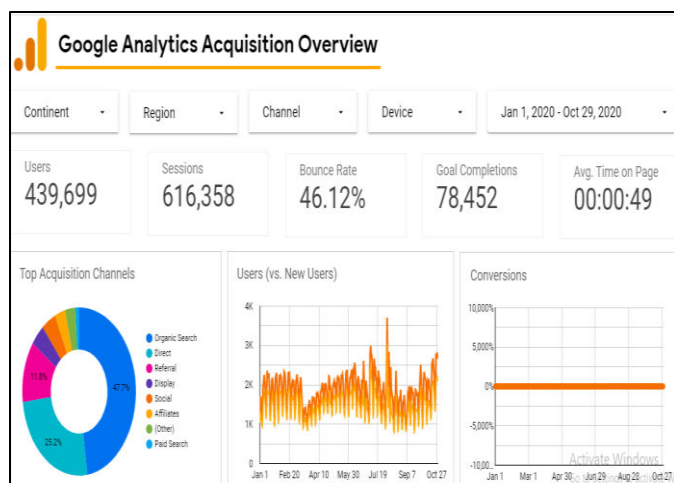 Google Analytics Acquisition Overview
Continent
Region
Channel
Device
Jan 1, 2020 - Oct 29, 2020
Users
439,699
Sessions
616,358
Bounce Rate
46.12%
Goal Completions
78,452
Avg. Time on Page
00:00:49
Top Acquisition Channels
47.7%
25.2%
11.8%
Organic Search
Direct
Referral
Display
Social
Affiliates
(Other)
Paid Search
Users (vs. New Users)
4K
3K
2K
1K
0
Jan 1 Feb 20 Apr 10 May 30 Jul 19 Sep 7 Oct 27
Conversions
10,000%
5,000%
0%
-5,000%
-10,00...
Jan 1 Mar 1 Apr 30 Jun 29 Aug 28 Oct 27
Activate Windows